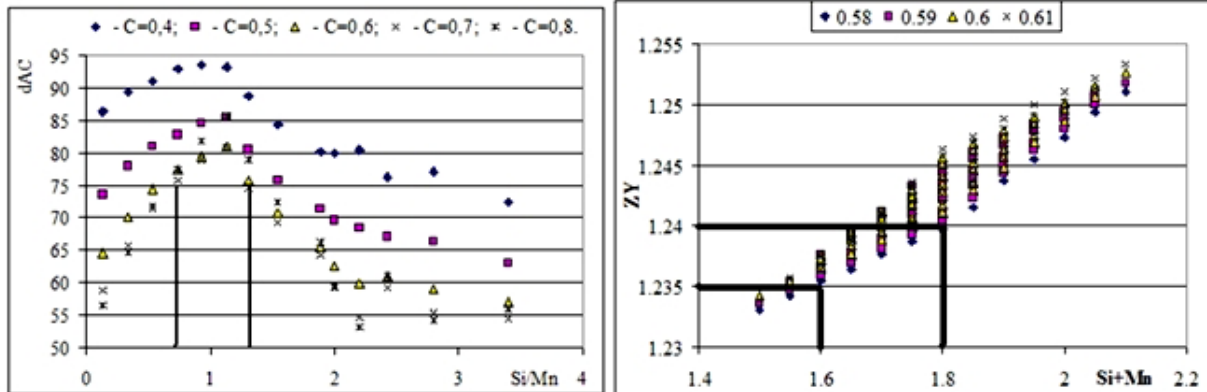 - C=0,4; - C=0,5; - C=0,6; - C=0,7; - C=0,8.
dAC
95
90
85
80
75
70
65
60
55
50
0 1 2 3 4
Si/Mn
0.58 0.59 0.6 0.61
ZY
1.255
1.25
1.245
1.24
1.235
1.23
1.4 1.6 1.8 2 2.2
Si+Mn